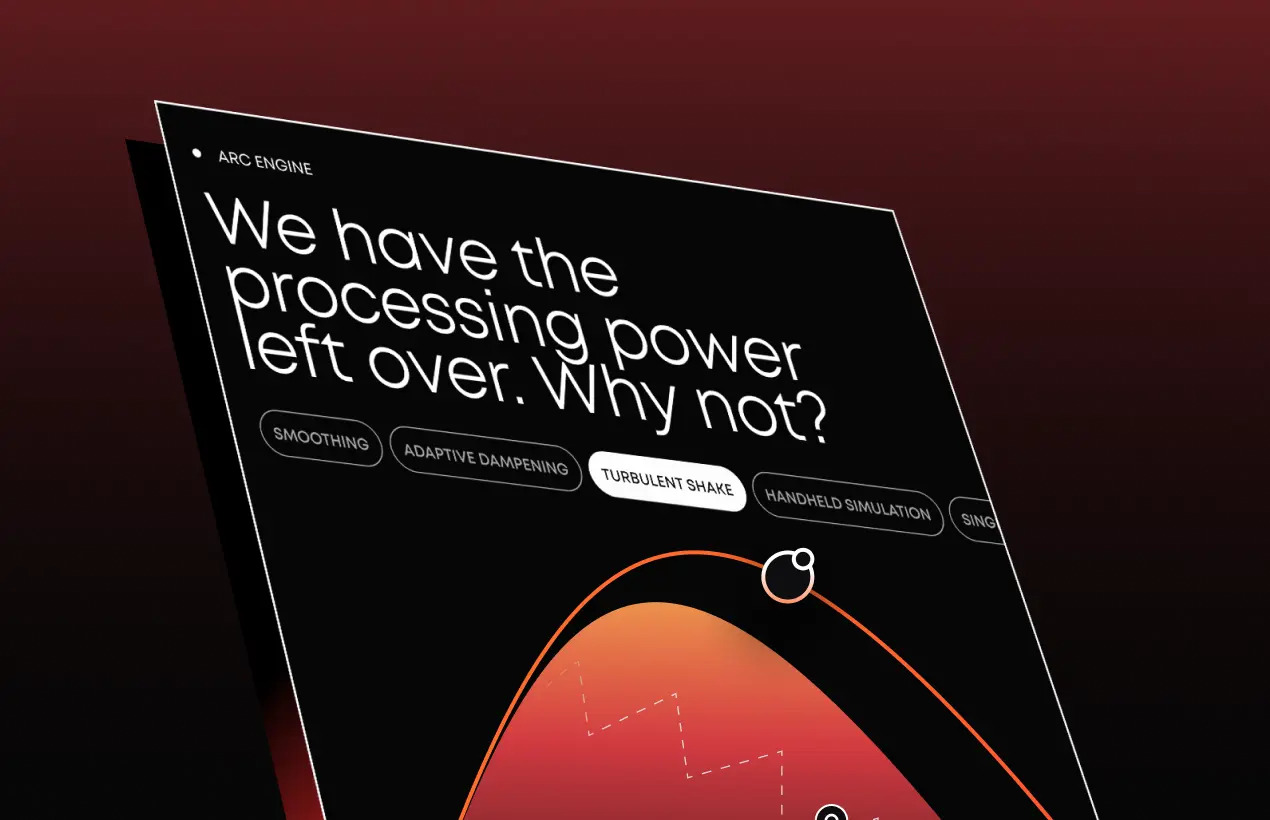 ARC ENGINE
We have the
processing power
left over. Why not?
SMOOTHING
ADAPTIVE DAMPENING
TURBULENT SHAKE
HANDHELD SIMULATION
SING